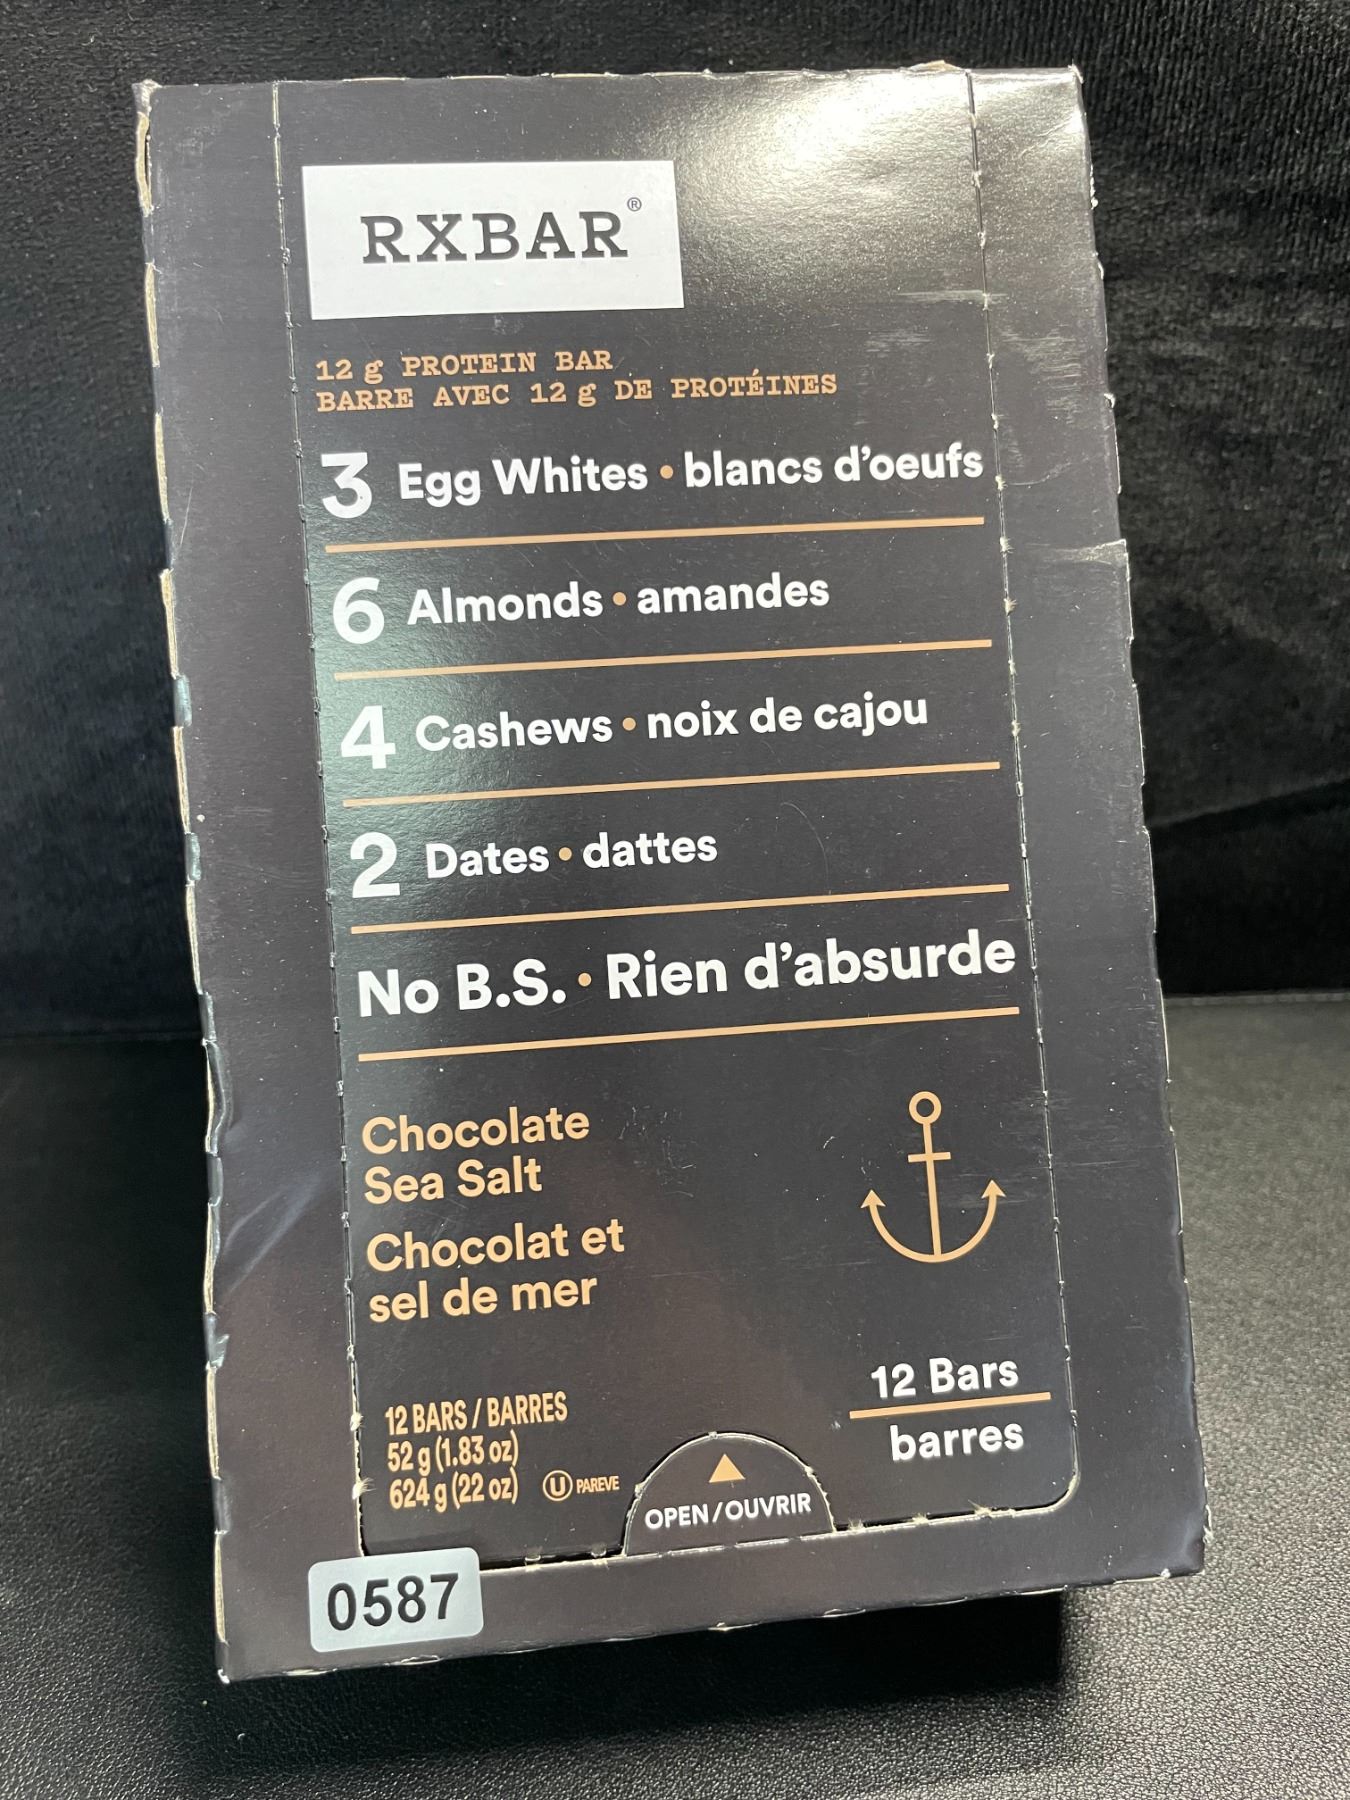 RXBAR®
12 g PROTEIN BAR
BARRE AVEC 12 g DE PROTÉINES
3 Egg Whites • blancs d'oeufs
6 Almonds • amandes
4 Cashews • noix de cajou
2 Dates • dattes
No B.S. • Rien d'absurde
Chocolate
Sea Salt
Chocolat et
sel de mer
12 Bars
barres
12 BARS / BARRES
52 g (1.83 oz)
624 g (22 oz) U PAREVE
OPEN/OUVRIR
0587